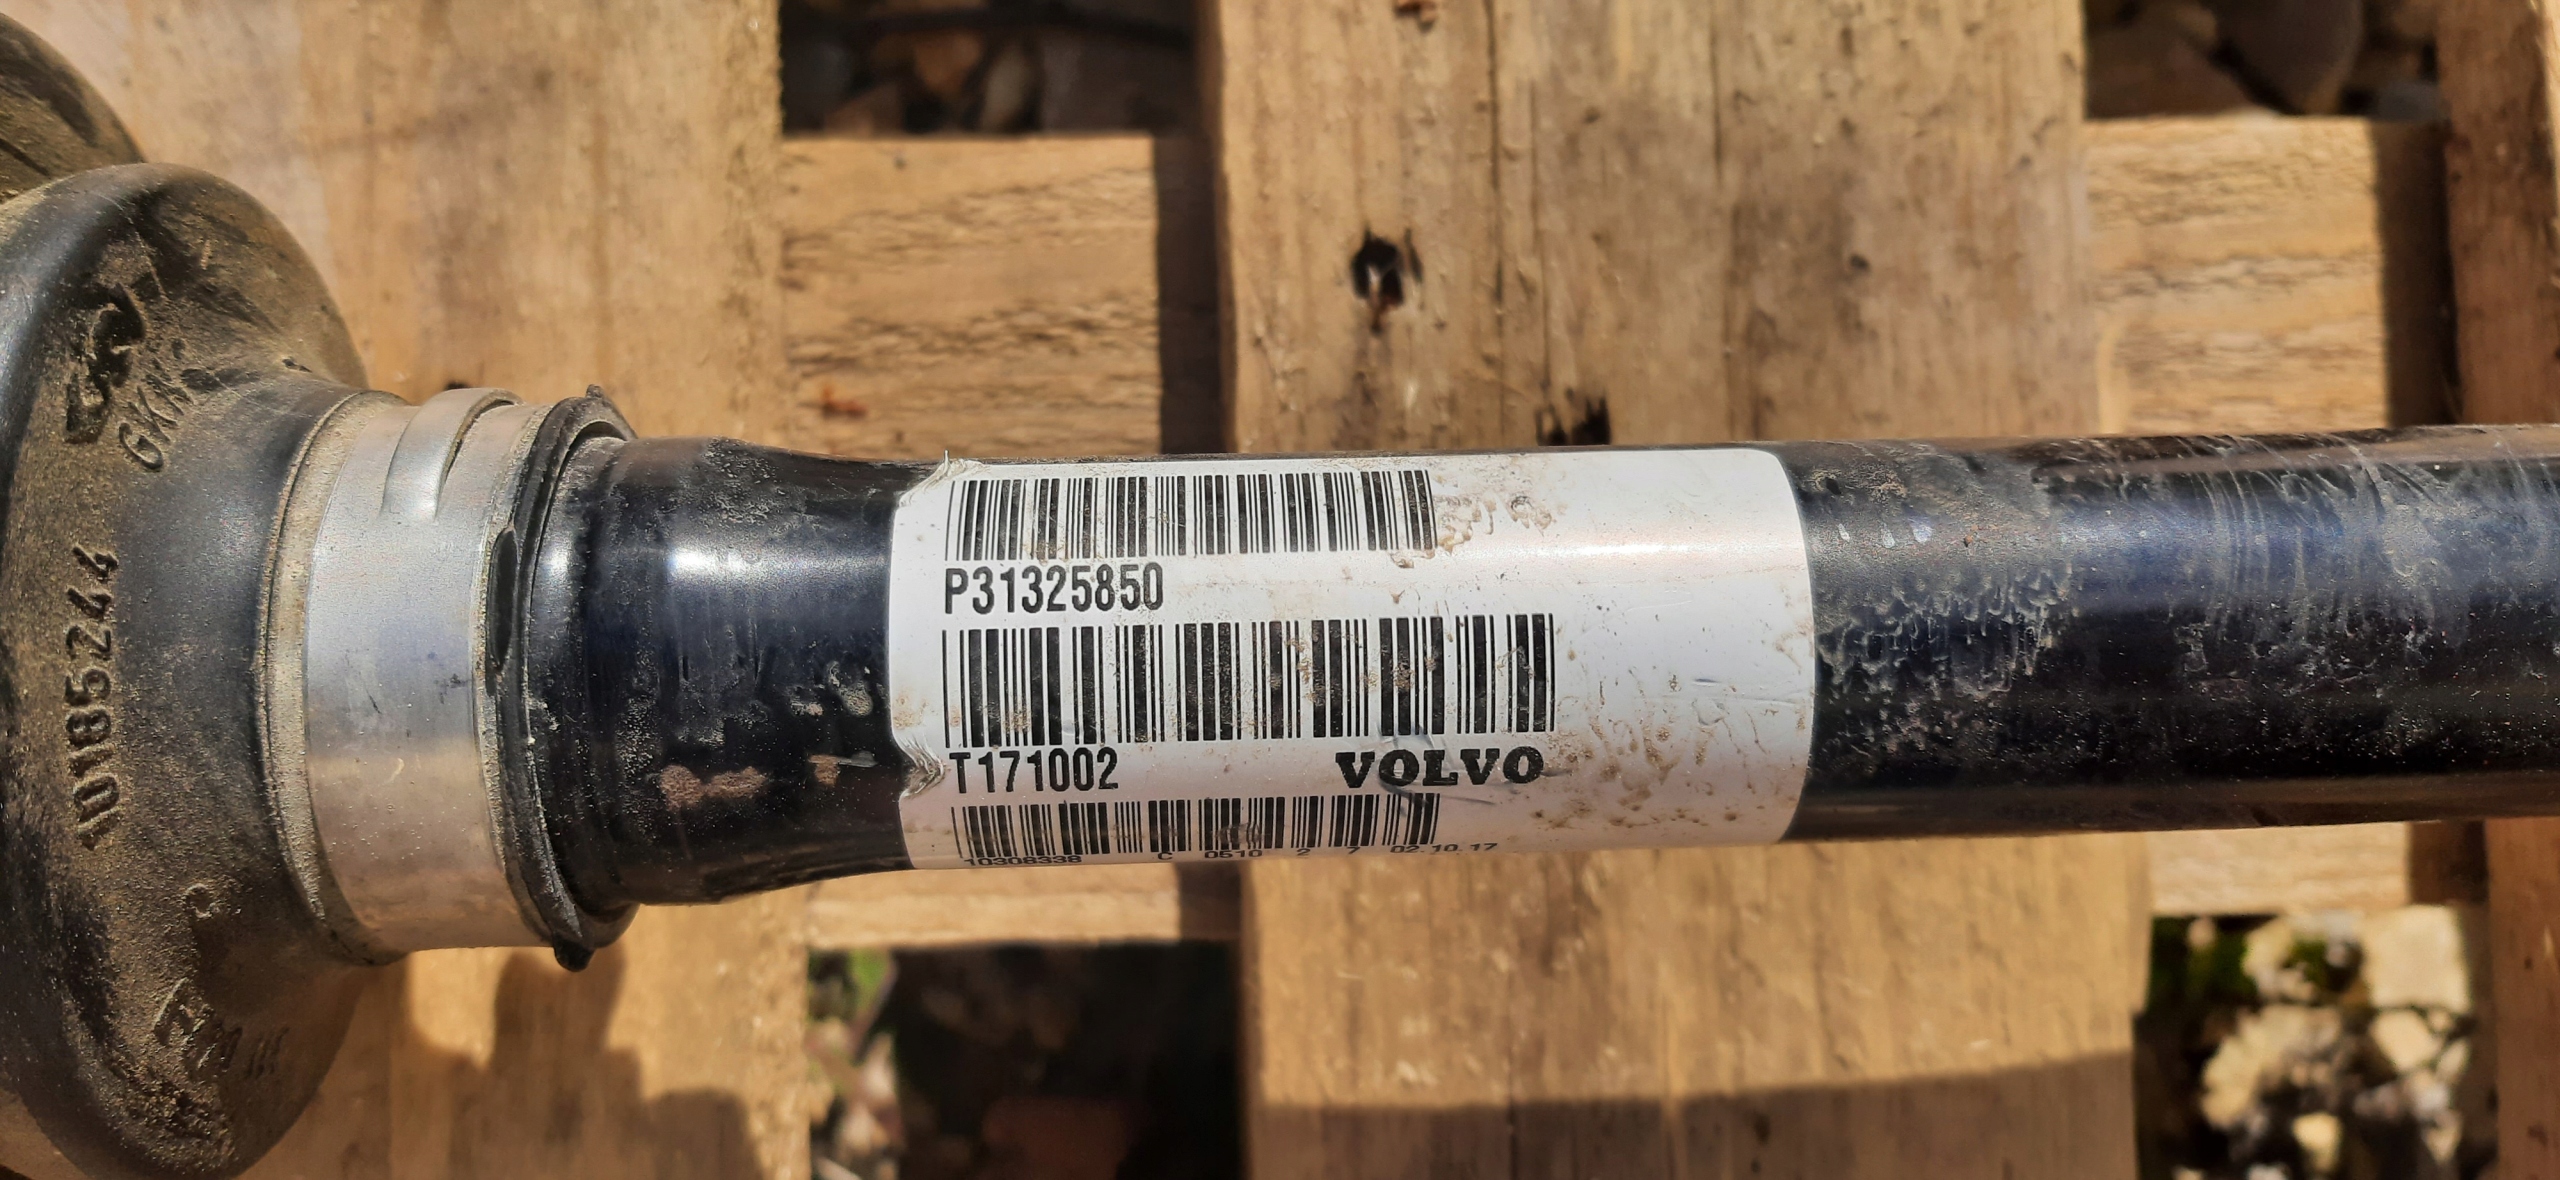 GKN
10185244
P31325850
T171002 VOLVO
10308338 C 0510 2 7 02.10.17